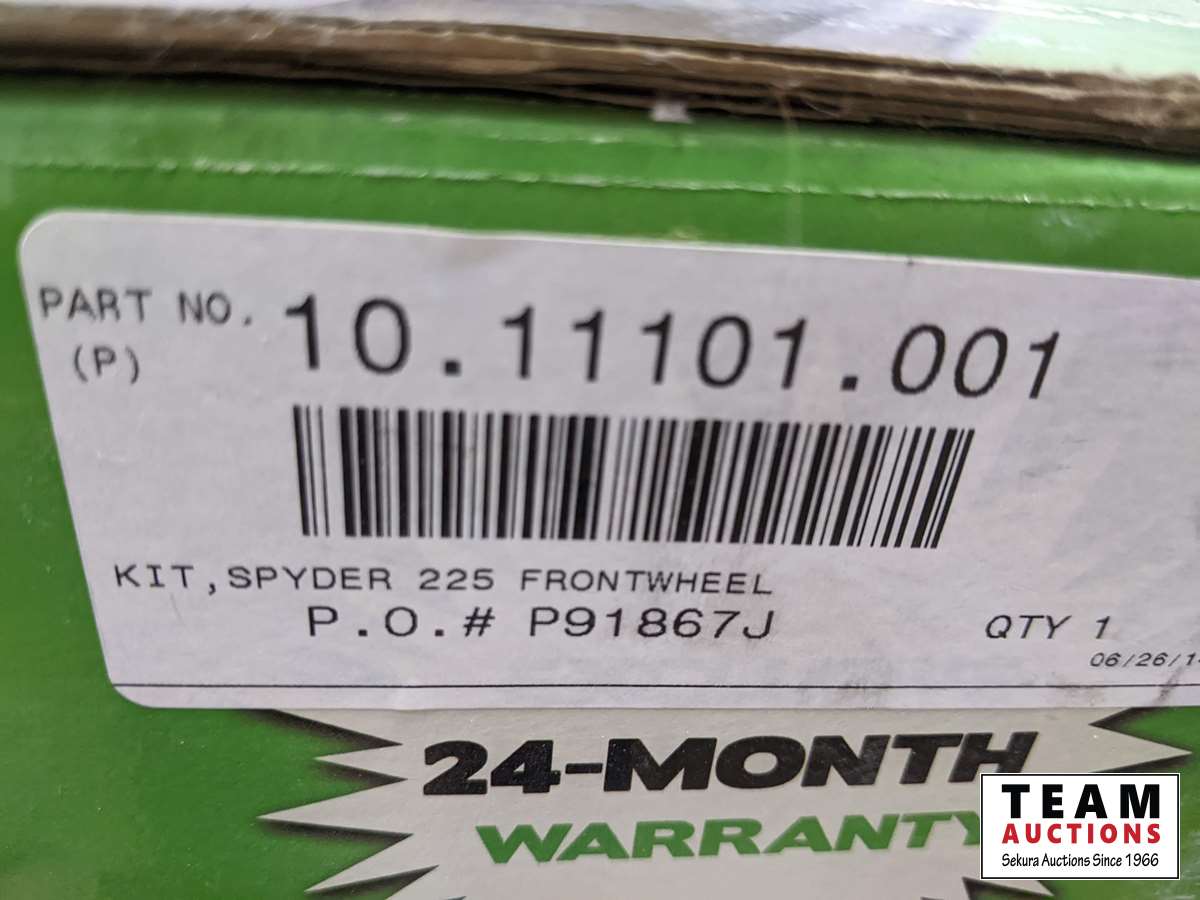 PART NO. 10.11101.001
(P)
KIT,SPYDER 225 FRONTWHEEL
P.O.# P91867J
QTY 1
24-MONTH
WARRANTY
TEAM
AUCTIONS
Sekura Auctions Since 1966